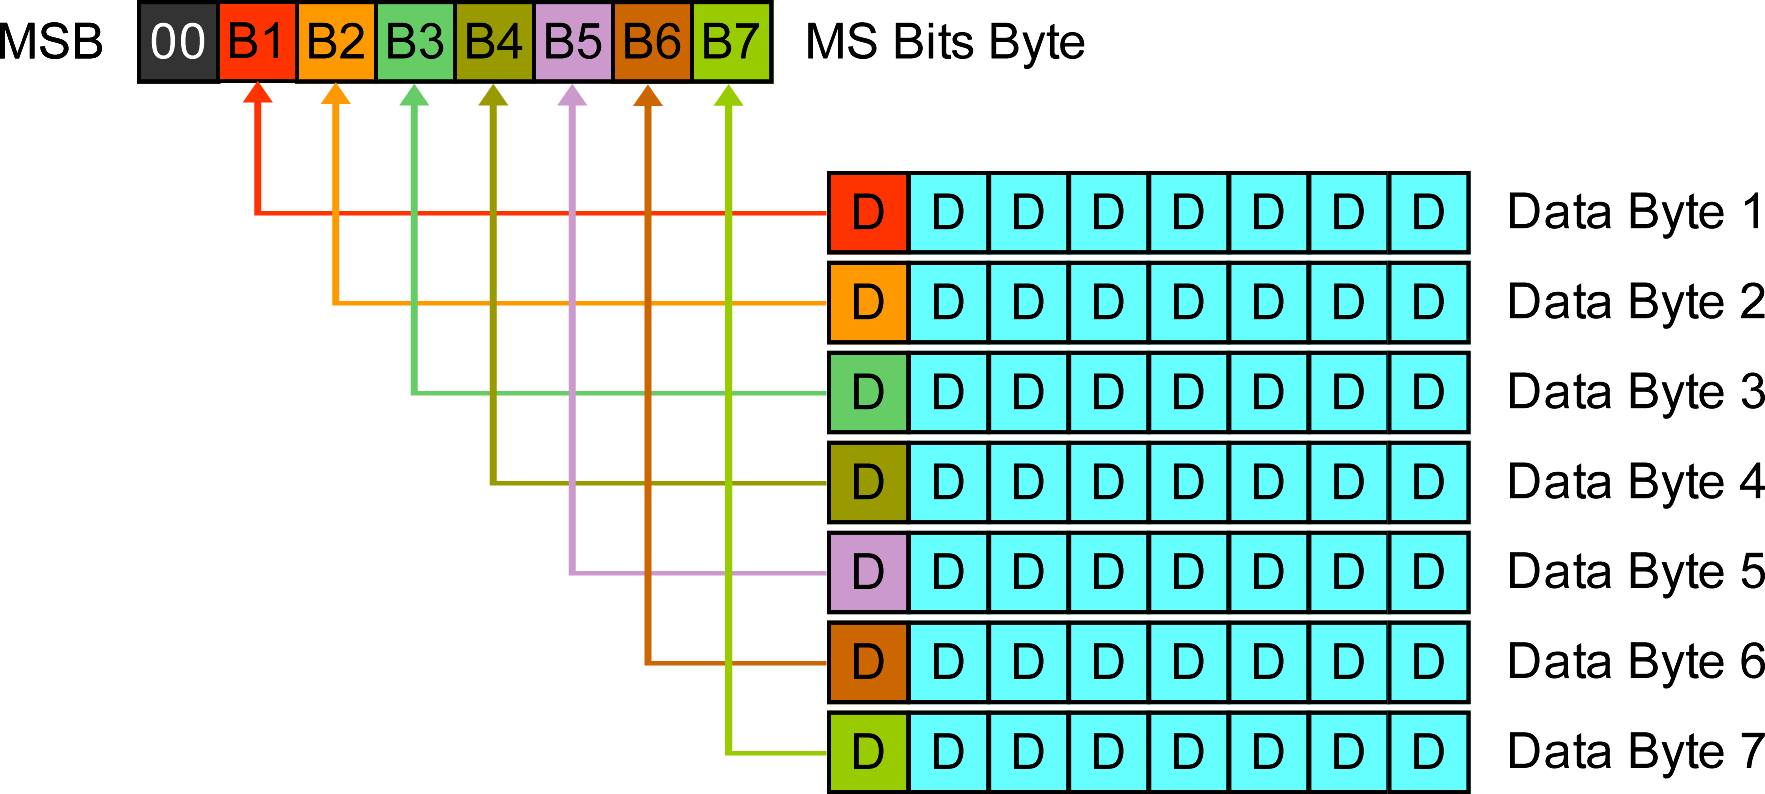 MSB 00 B1 B2 B3 B4 B5 B6 B7 MS Bits Byte
D D D D D D D D Data Byte 1
D D D D D D D D Data Byte 2
D D D D D D D D Data Byte 3
D D D D D D D D Data Byte 4
D D D D D D D D Data Byte 5
D D D D D D D D Data Byte 6
D D D D D D D D Data Byte 7